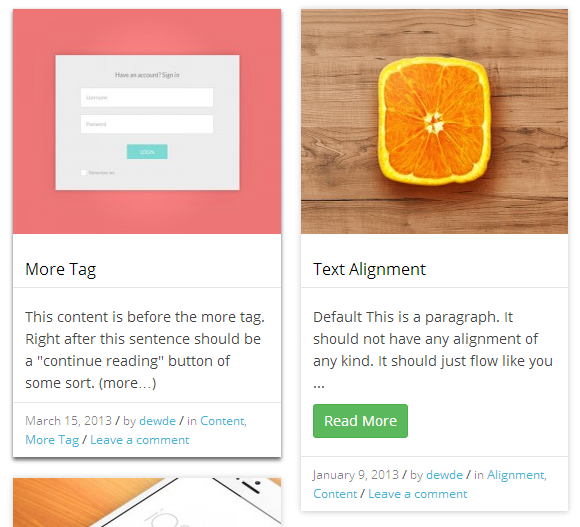 Have an account? Sign in
Username
Password
LOGIN
Remember me
More Tag
This content is before the more tag.
Right after this sentence should be
a "continue reading" button of
some sort. (more…)
March 15, 2013 / by dewde / in Content,
More Tag / Leave a comment
Text Alignment
Default This is a paragraph. It
should not have any alignment of
any kind. It should just flow like you
...
Read More
January 9, 2013 / by dewde / in Alignment,
Content / Leave a comment